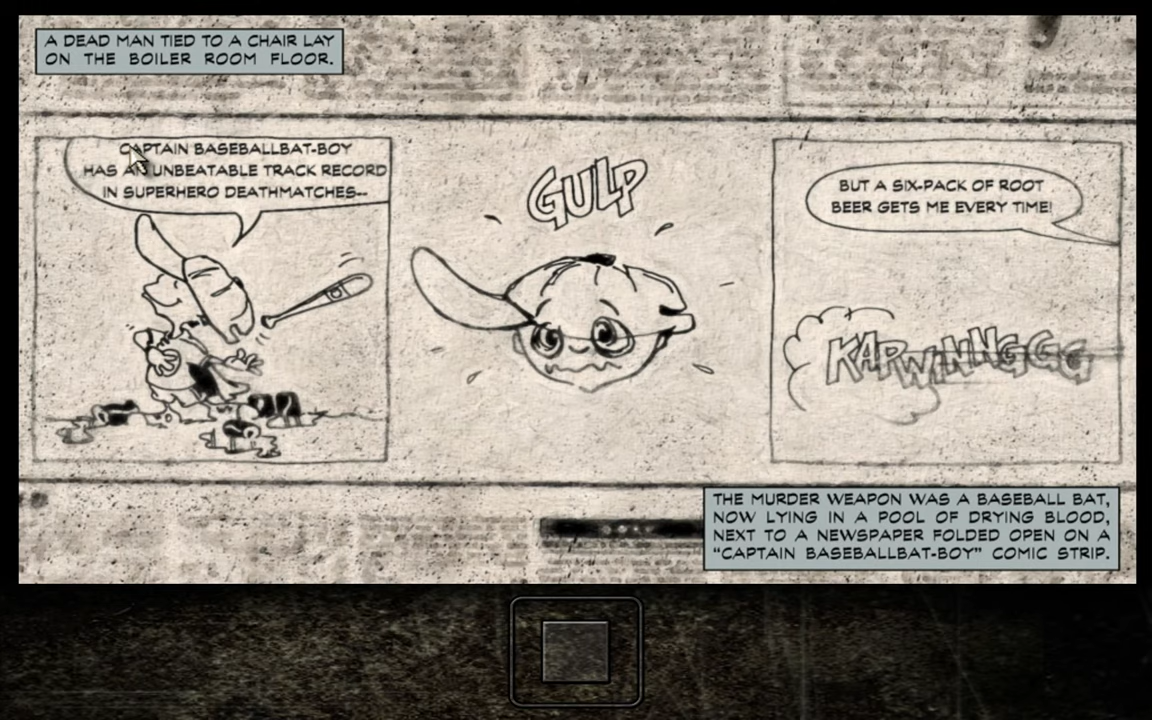 A DEAD MAN TIED TO A CHAIR LAY
ON THE BOILER ROOM FLOOR.
CAPTAIN BASEBALLBAT-BOY
HAS AN UNBEATABLE TRACK RECORD
IN SUPERHERO DEATHMATCHES--
GULP
BUT A SIX-PACK OF ROOT
BEER GETS ME EVERY TIME!
KAPWINNGGG
THE MURDER WEAPON WAS A BASEBALL BAT,
NOW LYING IN A POOL OF DRYING BLOOD,
NEXT TO A NEWSPAPER FOLDED OPEN ON A
“CAPTAIN BASEBALLBAT-BOY” COMIC STRIP.